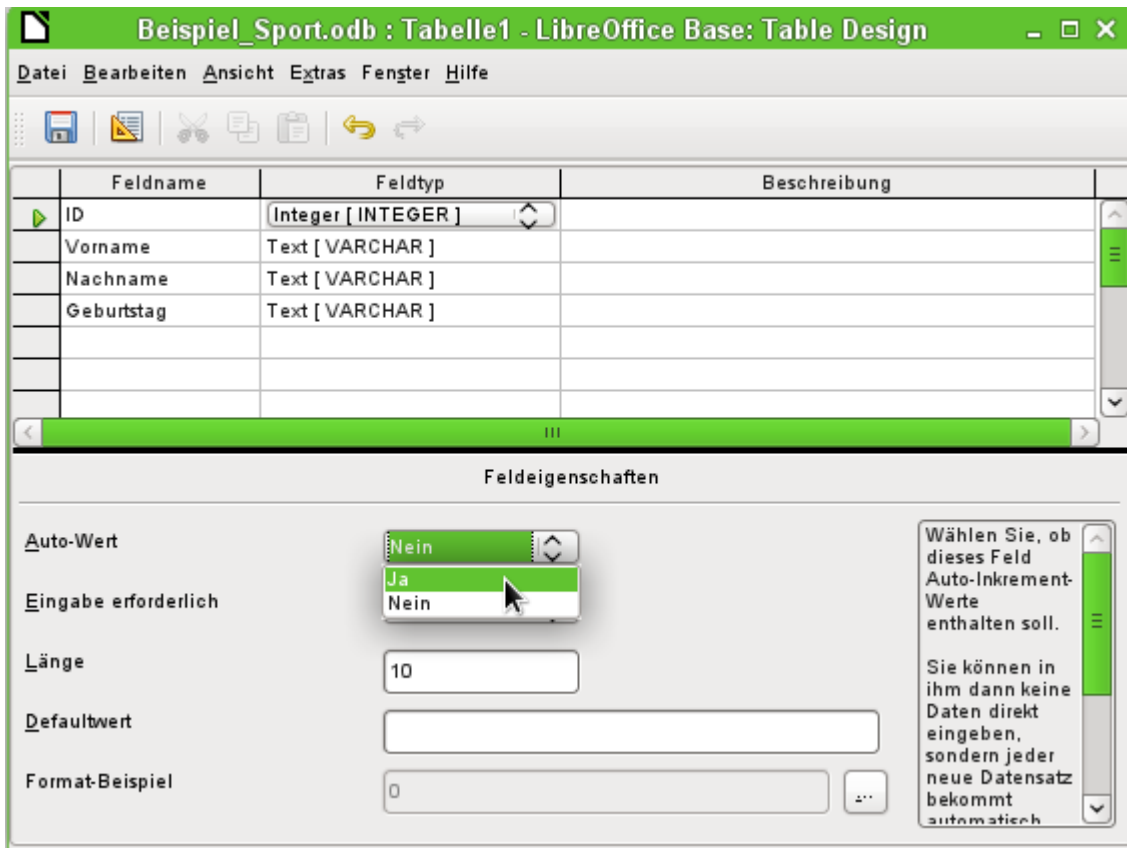 Beispiel_Sport.odb : Tabelle1 - LibreOffice Base: Table Design
Datei Bearbeiten Ansicht Extras Fenster Hilfe
Feldname Feldtyp Beschreibung
ID Integer [ INTEGER ]
Vorname Text [ VARCHAR ]
Nachname Text [ VARCHAR ]
Geburtstag Text [ VARCHAR ]
Feldeigenschaften
Auto-Wert Nein
Ja
Nein
Eingabe erforderlich
Länge 10
Defaultwert
Format-Beispiel 0 ...
Wählen Sie, ob
dieses Feld
Auto-Inkrement-
Werte
enthalten soll.
Sie können in
ihm dann keine
Daten direkt
eingeben,
sondern jeder
neue Datensatz
bekommt
automatisch